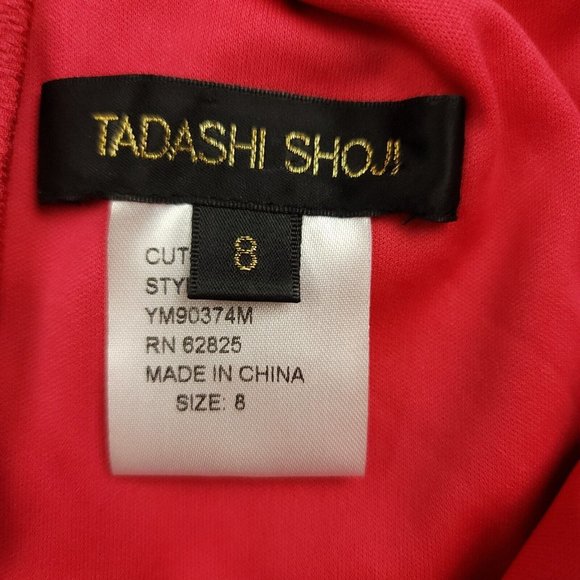 TADASHI SHOJI
8
CUT
STY
YM90374M
RN 62825
MADE IN CHINA
SIZE: 8